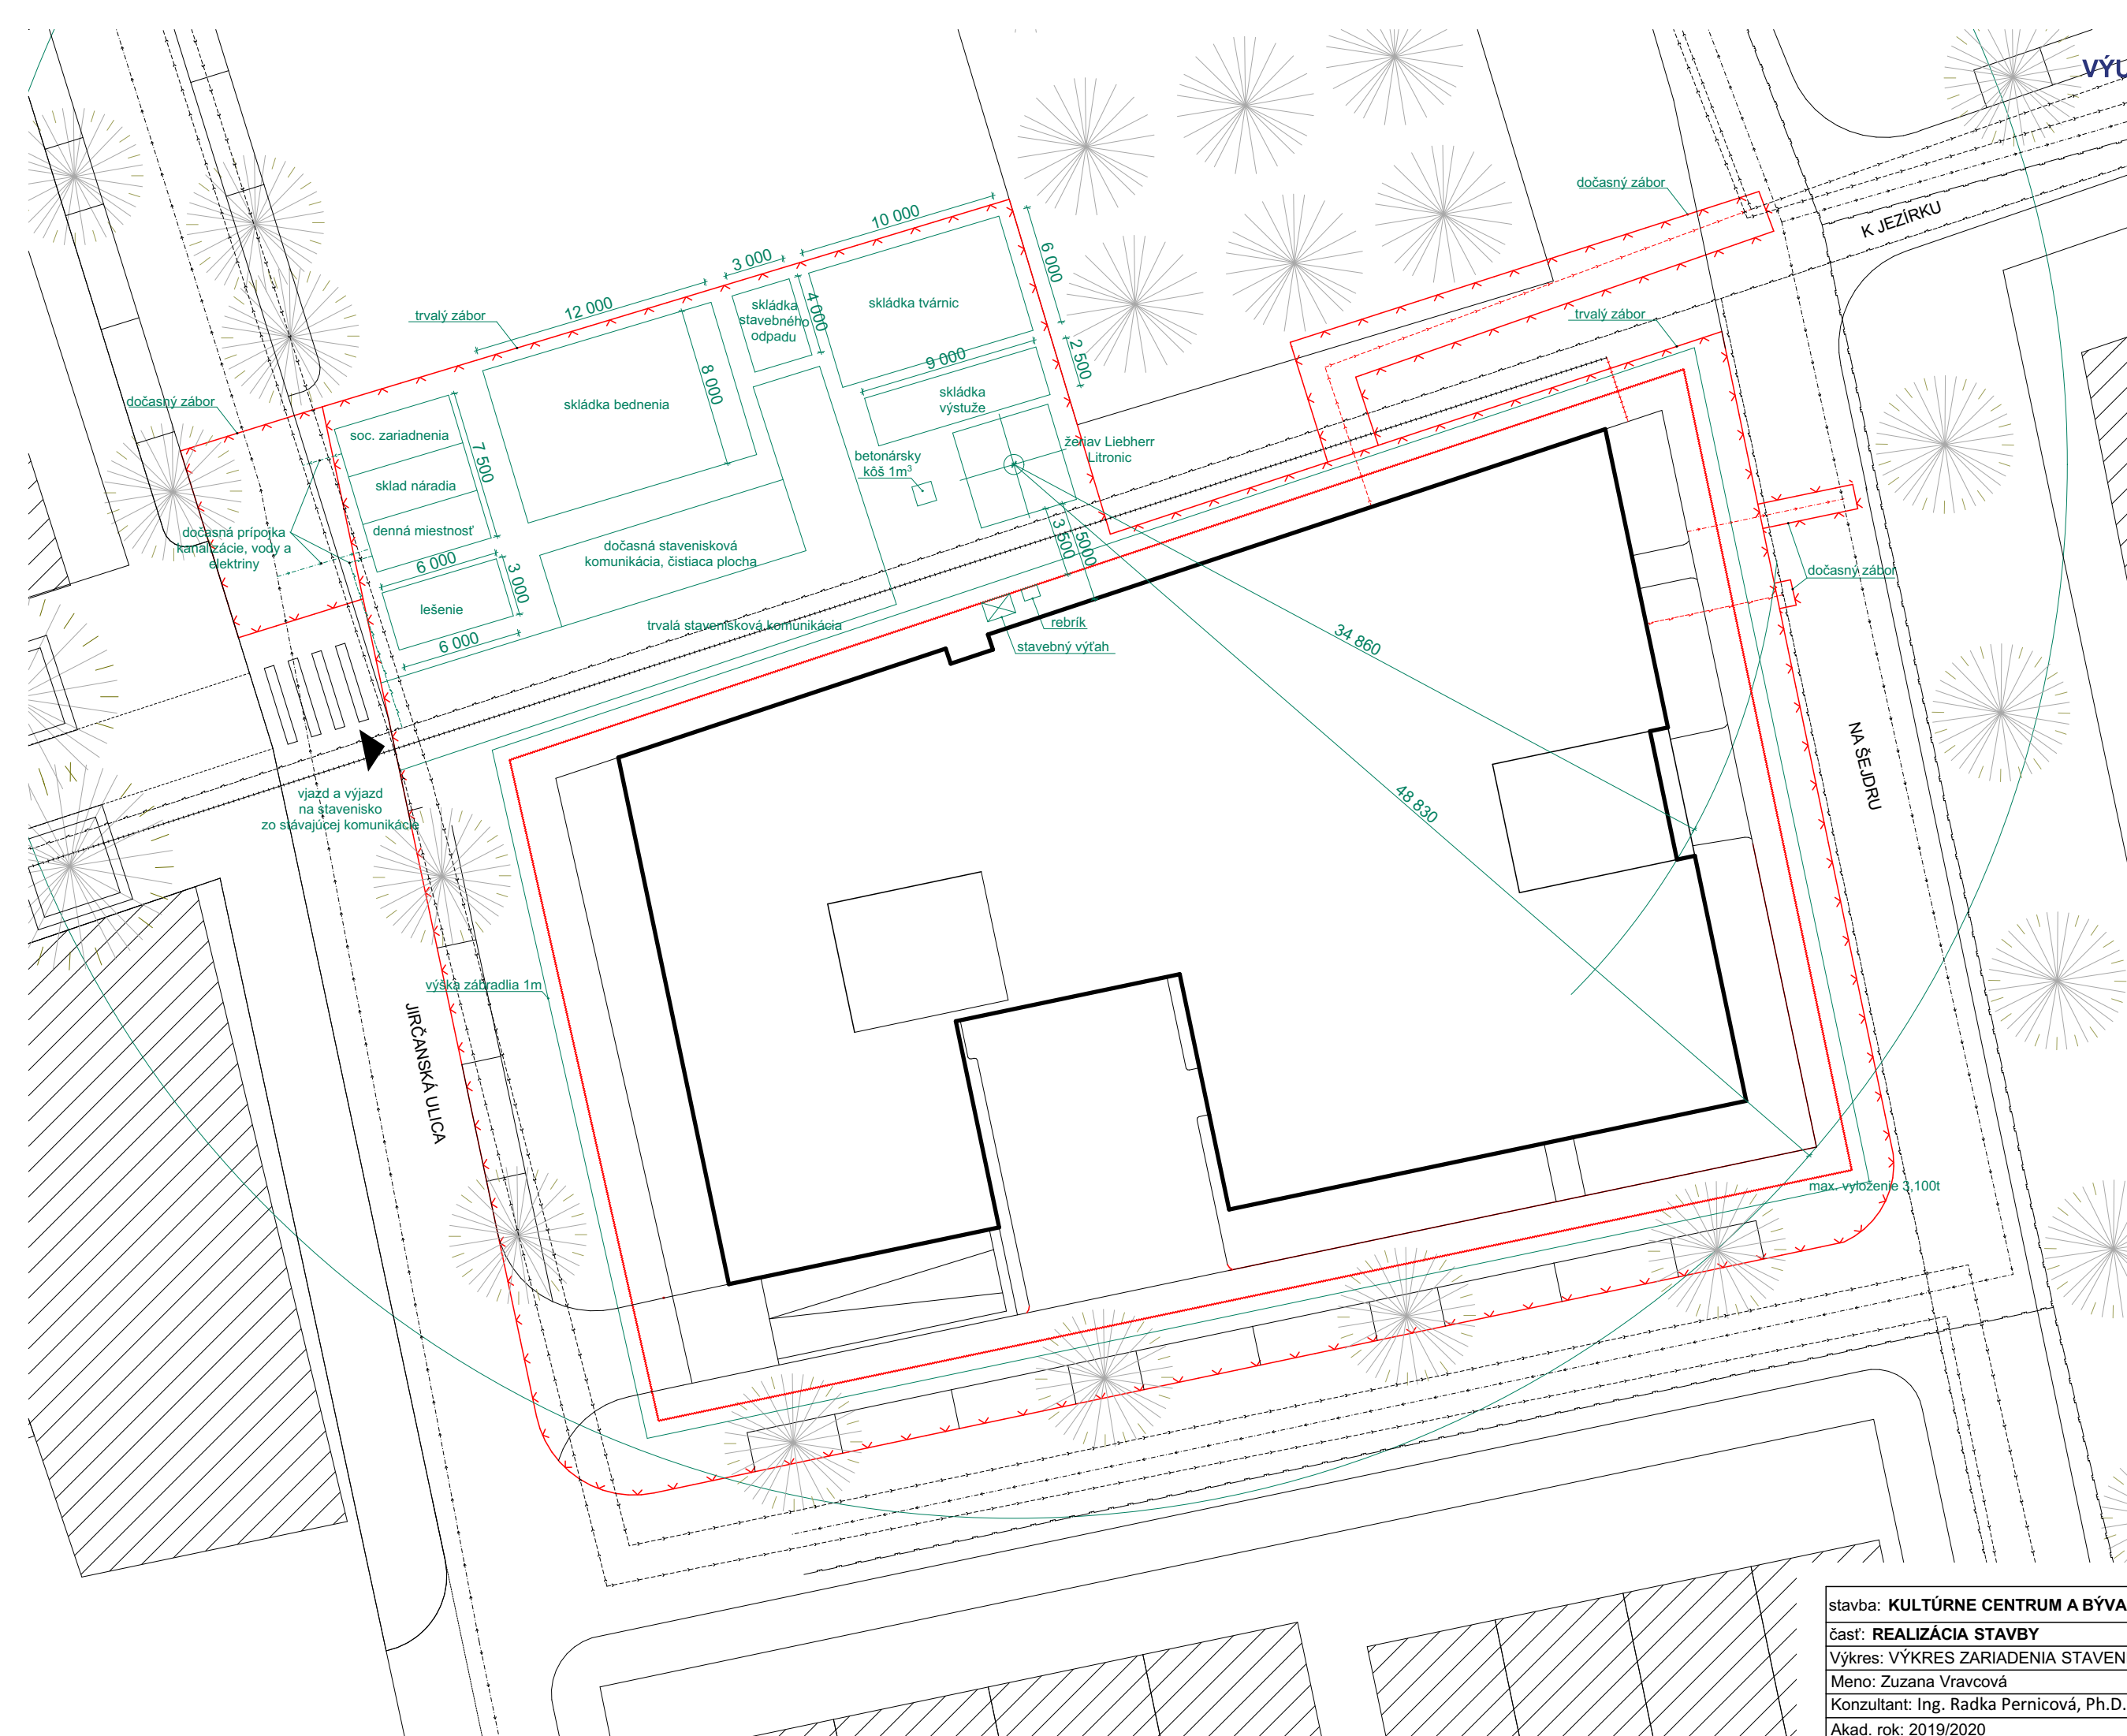 VÝU
dočasný zábor
K JEZÍRKU
10 000
6 000
3 000
12 000
skládka
stavebného
odpadu
4 000
skládka tvárnic
trvalý zábor
trvalý zábor
2 500
9 000
8 000
skládka
výstuže
skládka bednenia
dočasný zábor
soc. zariadnenia
7 500
sklad náradia
denná miestnosť
žeriav Liebherr
Litronic
betonársky
kôš 1m³
dočasná prípojka
kanalizácie, vody a
elektriny
6 000
3 000
lešenie
6 000
dočasná stavenisková
komunikácia, čistiaca plocha
3 500
5000
dočasný zábor
trvalá stavenisková komunikácia
rebrík
stavebný výťah
34 860
48 830
NA ŠEJDRU
vjazd a výjazd
na stavenisko
zo stávajúcej komunikácie
výška zábradlia 1m
JIRČANSKÁ ULICA
max. vyloženie 3,100t
stavba: KULTÚRNE CENTRUM A BÝVA
časť: REALIZÁCIA STAVBY
Výkres: VÝKRES ZARIADENIA STAVEN
Meno: Zuzana Vravcová
Konzultant: Ing. Radka Pernicová, Ph.D.
Akad. rok: 2019/2020